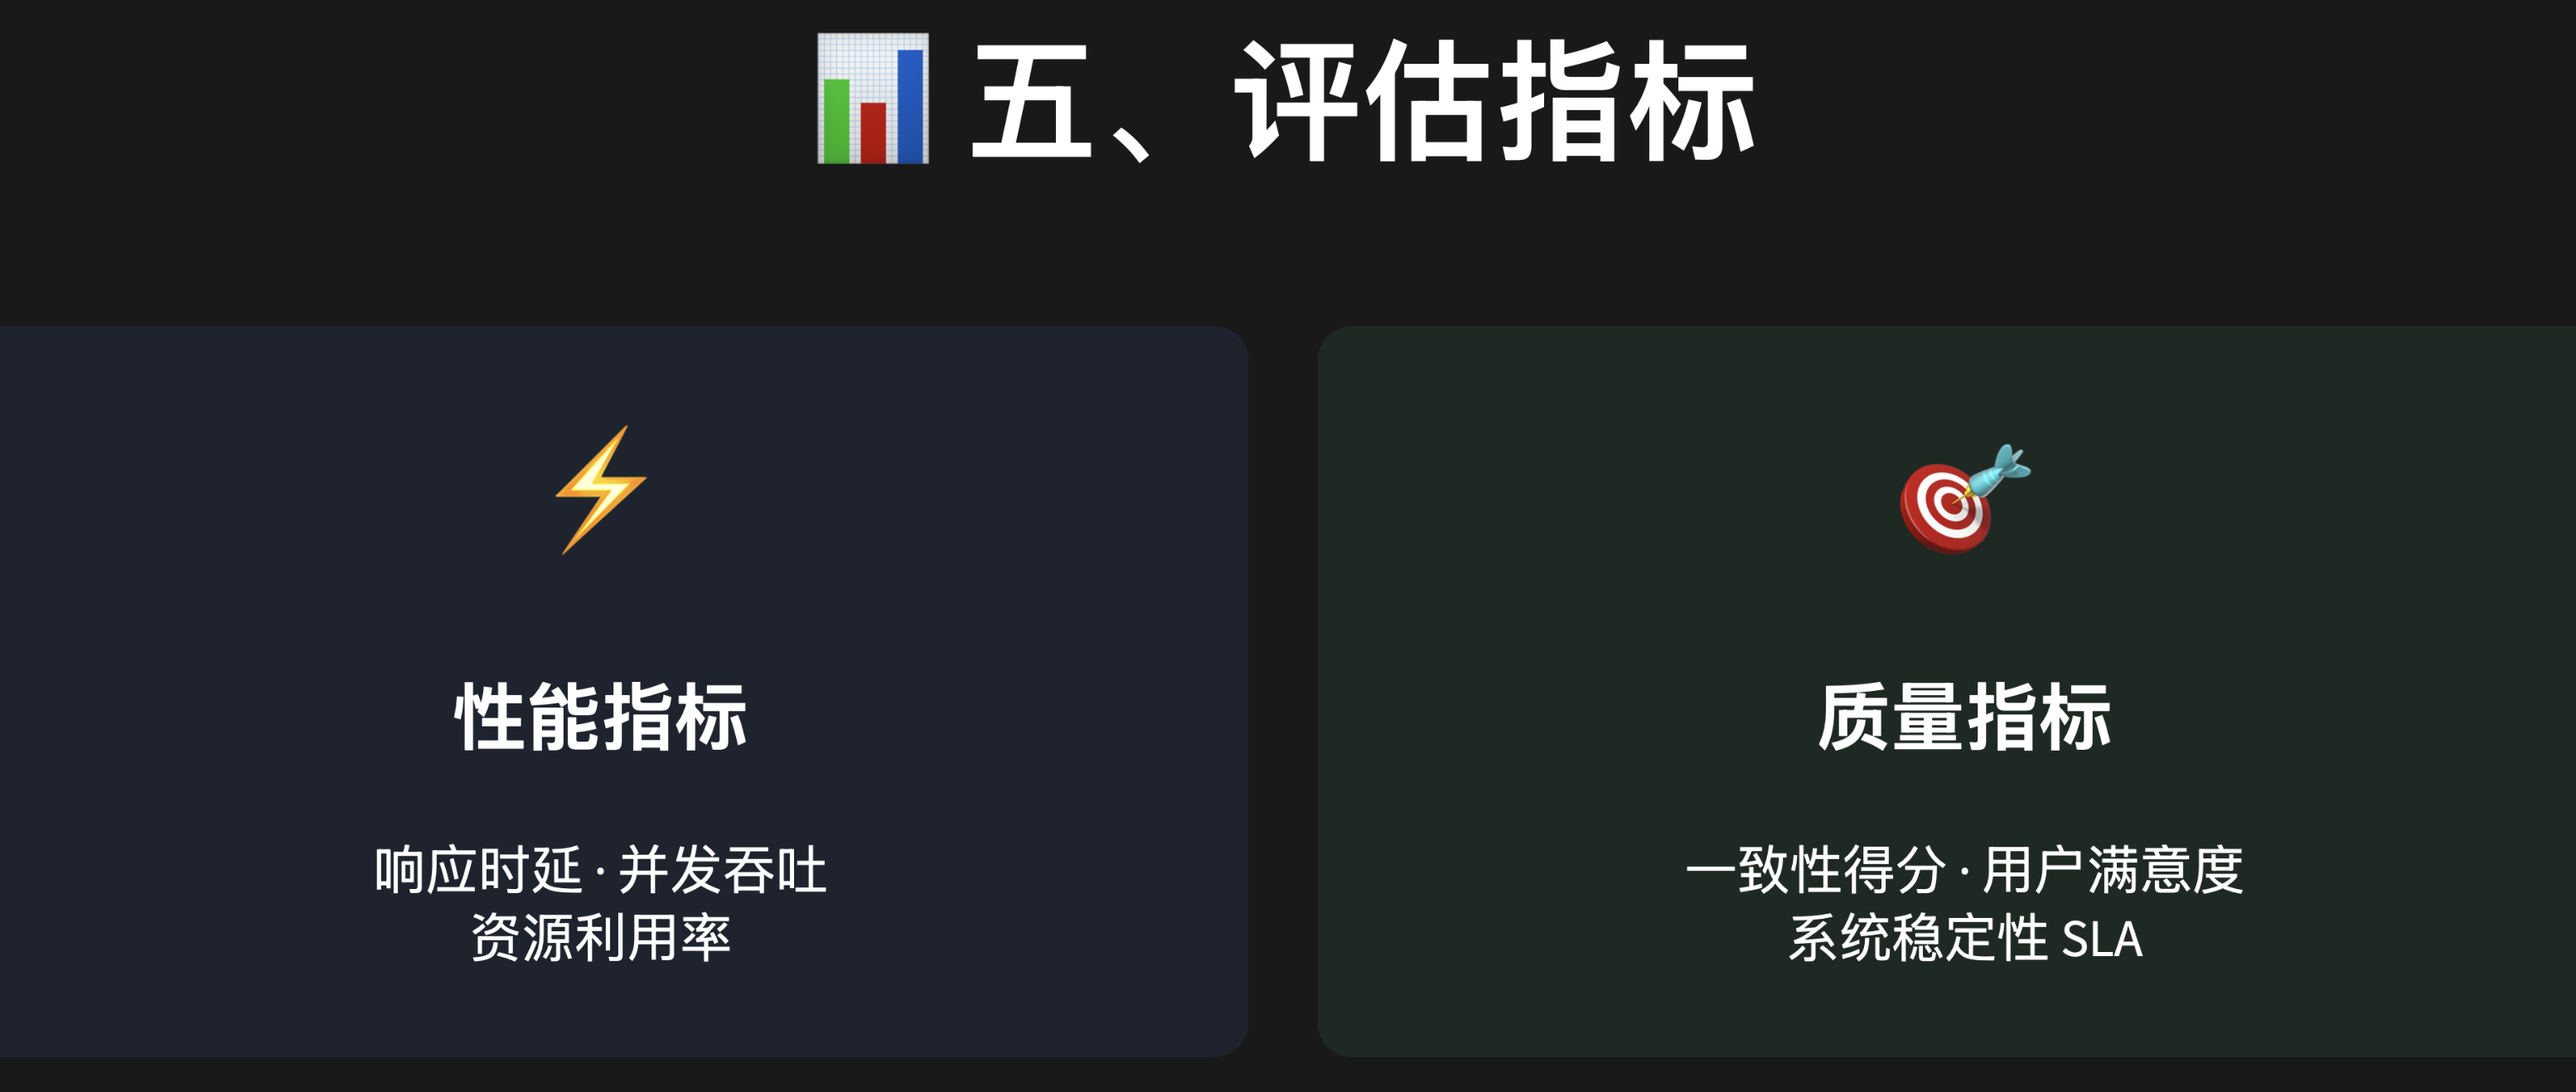 五、评估指标
性能指标
响应时延·并发吞吐
资源利用率
质量指标
一致性得分·用户满意度
系统稳定性 SLA